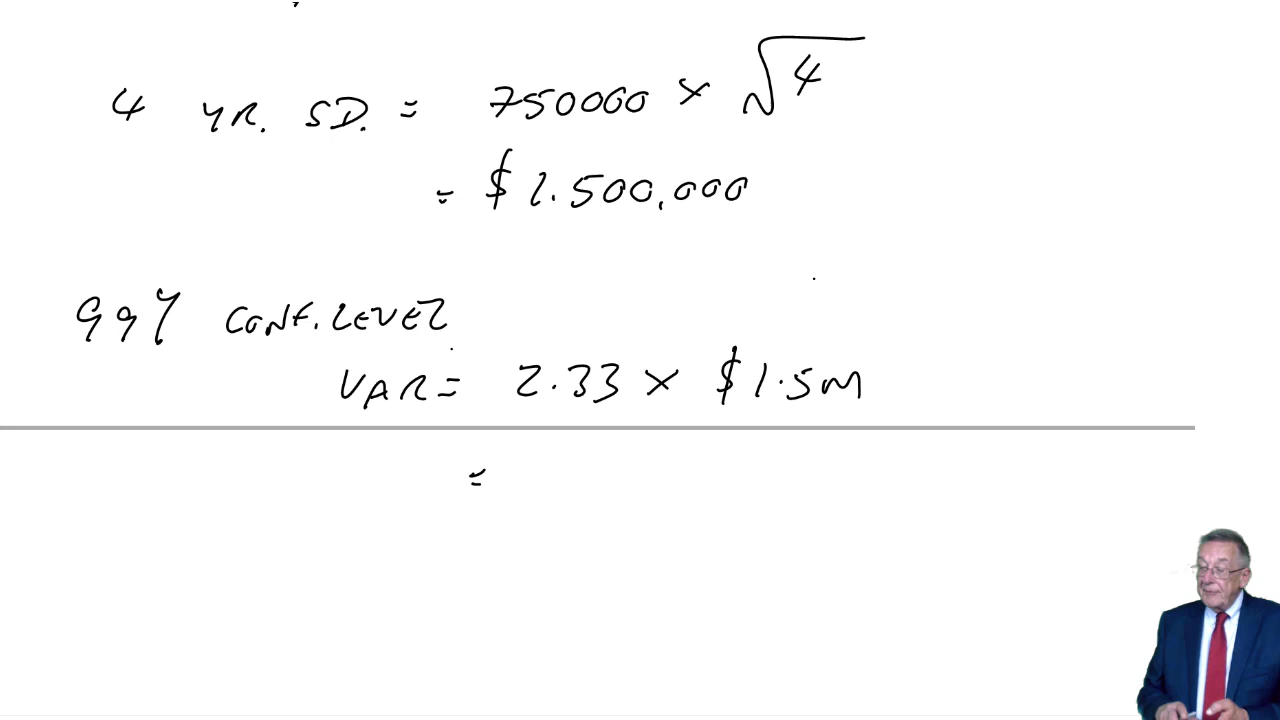 4 YR. SD. = 750000 × √4
= $1.500,000
99% CONF. LEVEL
VAR = 2.33 × $1.5M
=